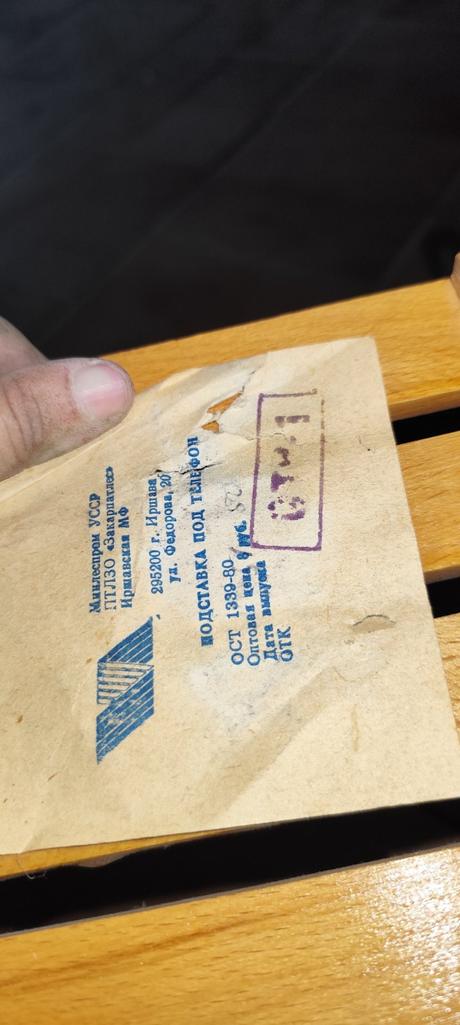 Минлеспром УССР
ПТЛЗО «Закарпатлес»
Иршавская МФ
295200 г. Иршава
ул. Федорова, 20
ПОДСТАВКА ПОД ТЕЛЕФОН
ОСТ 1339-80
Оптовая цена руб.
Дата выпуска
ОТК